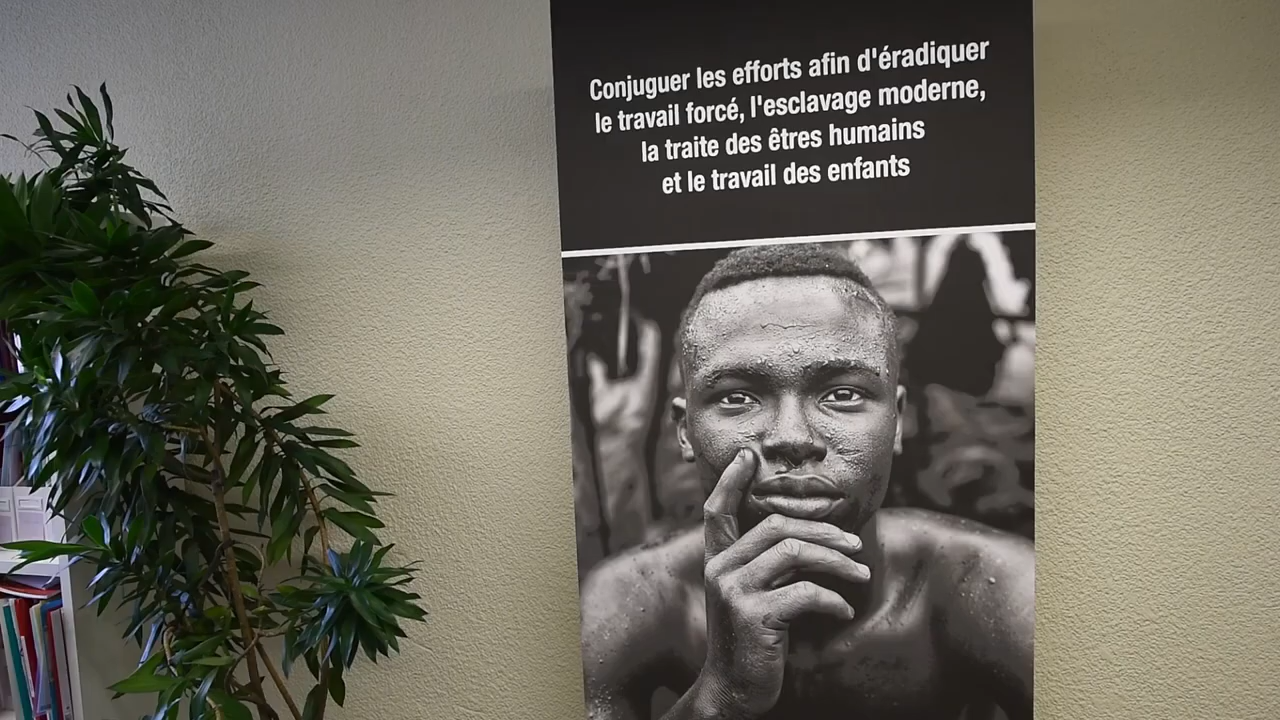 Conjuguer les efforts afin d'éradiquer
le travail forcé, l'esclavage moderne,
la traite des êtres humains
et le travail des enfants